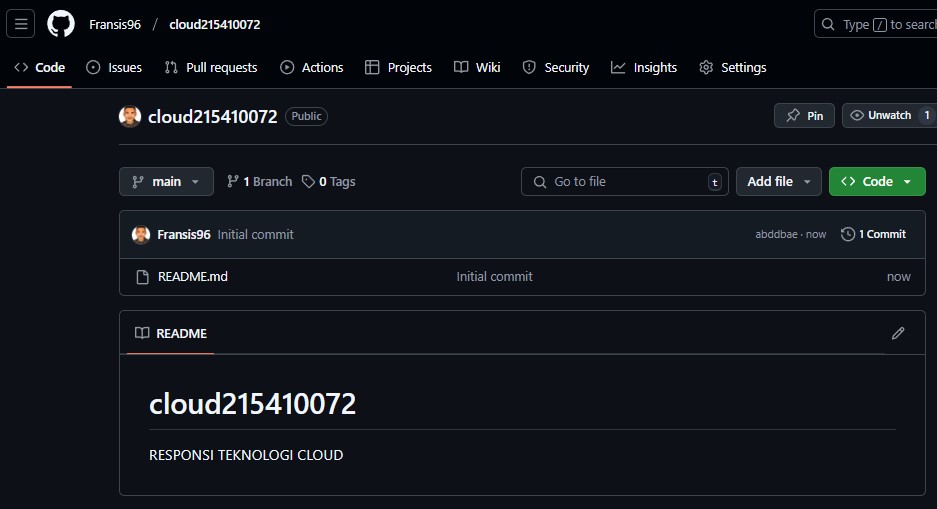 Fransis96 / cloud215410072
Type / to search
Code Issues Pull requests Actions Projects Wiki Security Insights Settings
cloud215410072 Public
Pin Unwatch 1
main 1 Branch 0 Tags
Go to file t Add file Code
Fransis96 Initial commit abddbae · now 1 Commit
README.md Initial commit now
README
cloud215410072
RESPONSI TEKNOLOGI CLOUD